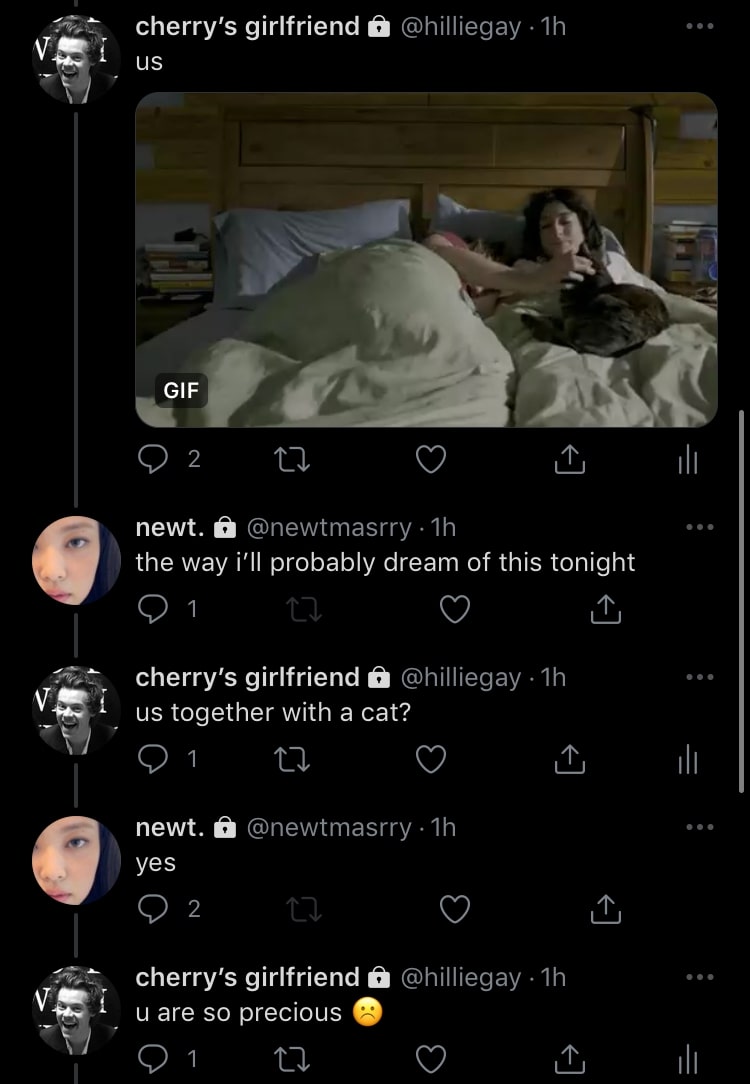 cherry’s girlfriend @hilliegay · 1h
us
GIF
2
newt. @newtmasrry · 1h
the way i’ll probably dream of this tonight
1
cherry’s girlfriend @hilliegay · 1h
us together with a cat?
1
newt. @newtmasrry · 1h
yes
2
cherry’s girlfriend @hilliegay · 1h
u are so precious ☹️
1